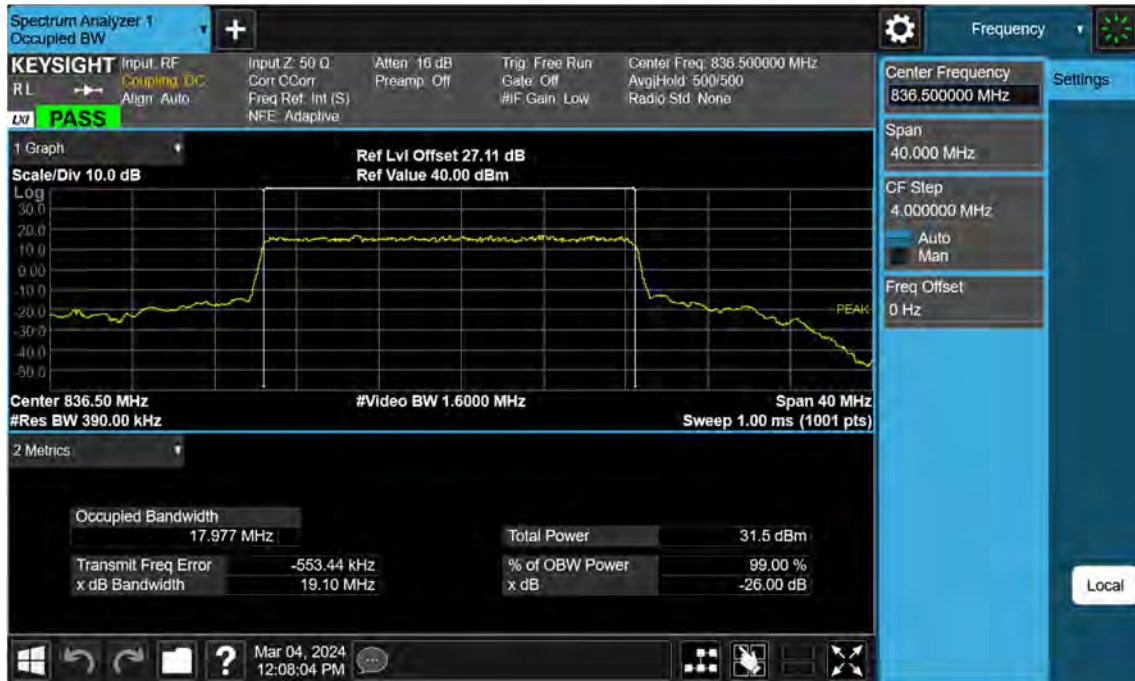 Spectrum Analyzer 1
Occupied BW
+
Frequency
KEYSIGHT
RL
LXI PASS
Input: RF
Coupling: DC
Align: Auto
Input Z: 50 Ω
Corr CCorr
Freq Ref: Int (S)
NFE: Adaptive
Atten: 16 dB
Preamp: Off
Trig: Free Run
Gate: Off
#IF Gain: Low
Center Freq: 836.500000 MHz
Avg|Hold: 500/500
Radio Std: None
1 Graph
Scale/Div 10.0 dB
Ref Lvl Offset 27.11 dB
Ref Value 40.00 dBm
Log
30.0
20.0
10.0
0.00
-10.0
-20.0
-30.0
-40.0
-50.0
PEAK
Center 836.50 MHz
#Res BW 390.00 kHz
#Video BW 1.6000 MHz
Span 40 MHz
Sweep 1.00 ms (1001 pts)
2 Metrics
Occupied Bandwidth
17.977 MHz
Transmit Freq Error -553.44 kHz
x dB Bandwidth 19.10 MHz
Total Power 31.5 dBm
% of OBW Power 99.00 %
x dB -26.00 dB
Center Frequency
836.500000 MHz
Span
40.000 MHz
CF Step
4.000000 MHz
Auto
Man
Freq Offset
0 Hz
Settings
Local
?
Mar 04, 2024
12:08:04 PM